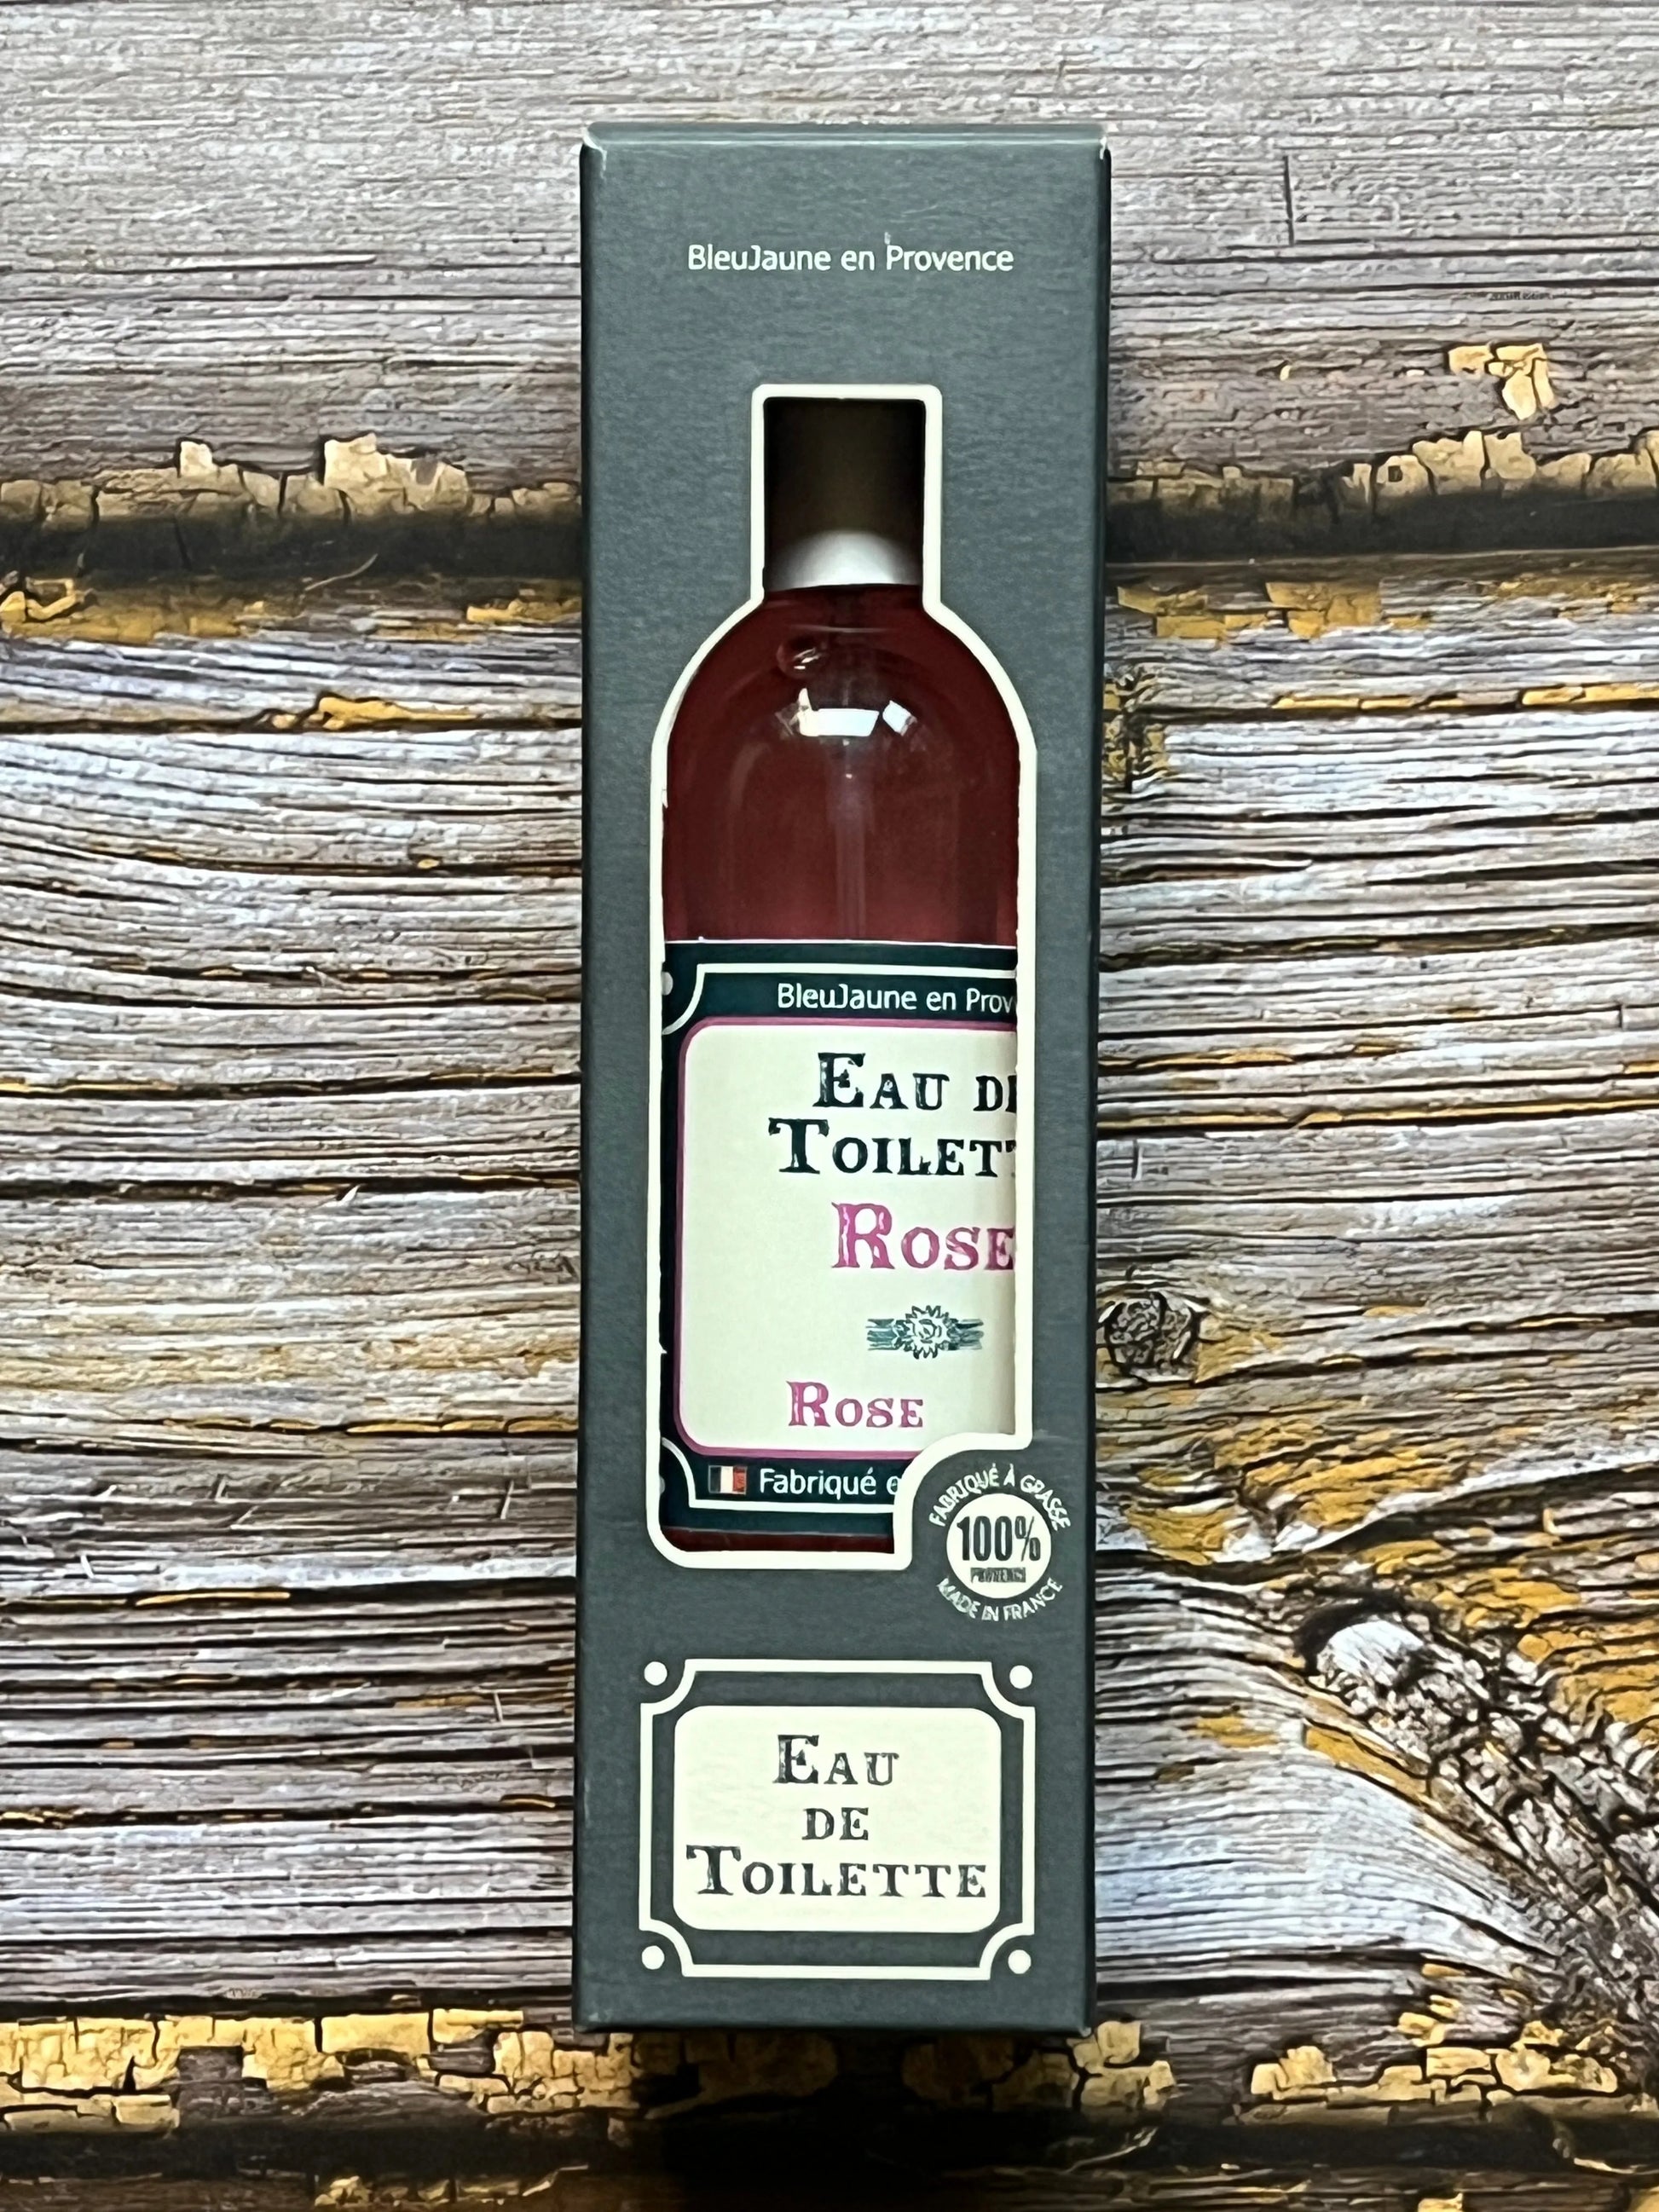 BleuJaune en Provence
BleuJaune en Prov
EAU DE
TOILETT
ROSE
ROSE
Fabriqué e
FABRIQUÉ À GRASSE
100%
PROVENCE
MADE IN FRANCE
EAU
DE
TOILETTE